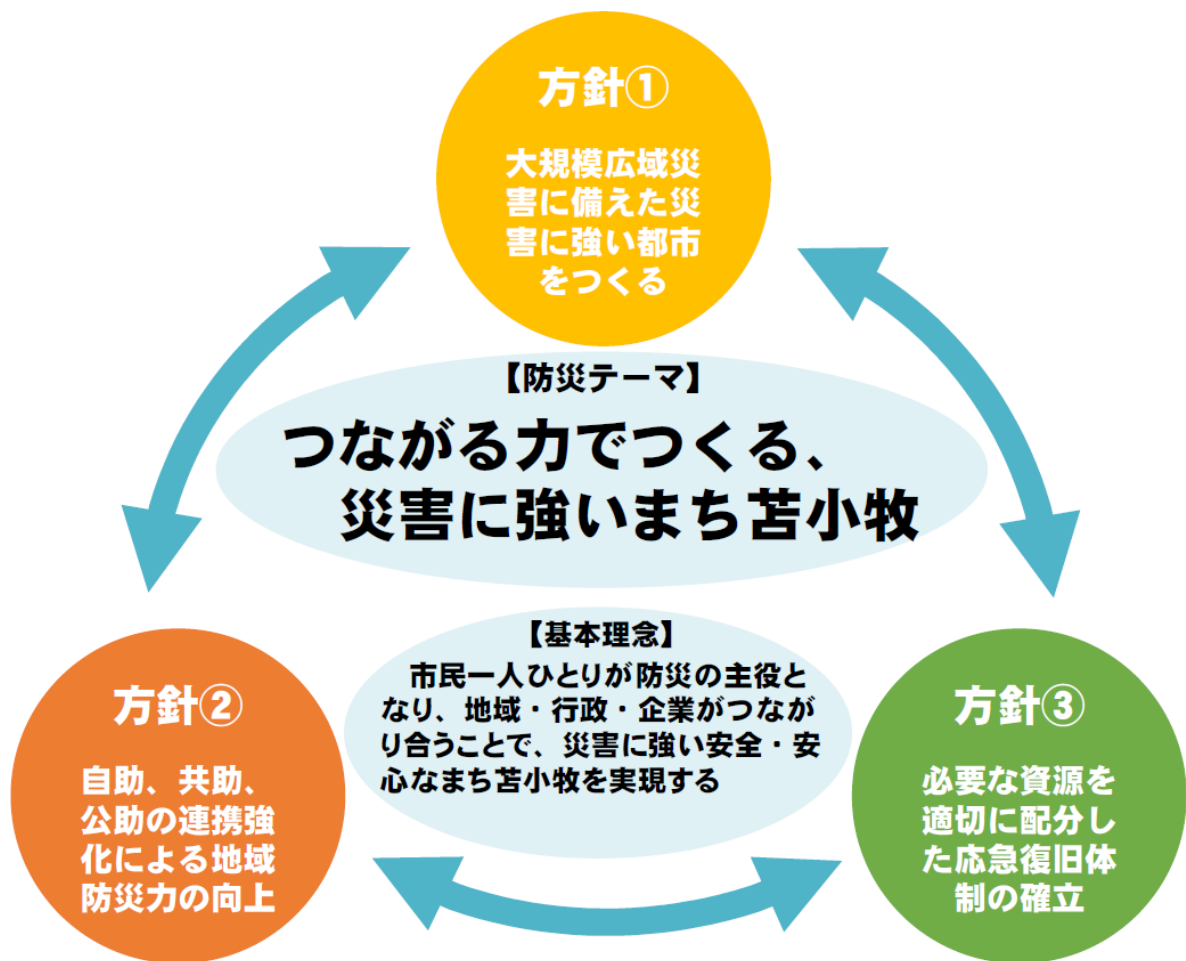 方針①
大規模広域災
害に備えた災
害に強い都市
をつくる
【防災テーマ】
つながる力でつくる、
災害に強いまち苫小牧
【基本理念】
市民一人ひとりが防災の主役と
なり、地域・行政・企業がつなが
り合うことで、災害に強い安全・安
心なまち苫小牧を実現する
方針②
自助、共助、
公助の連携強
化による地域
防災力の向上
方針③
必要な資源を
適切に配分し
た応急復旧体
制の確立